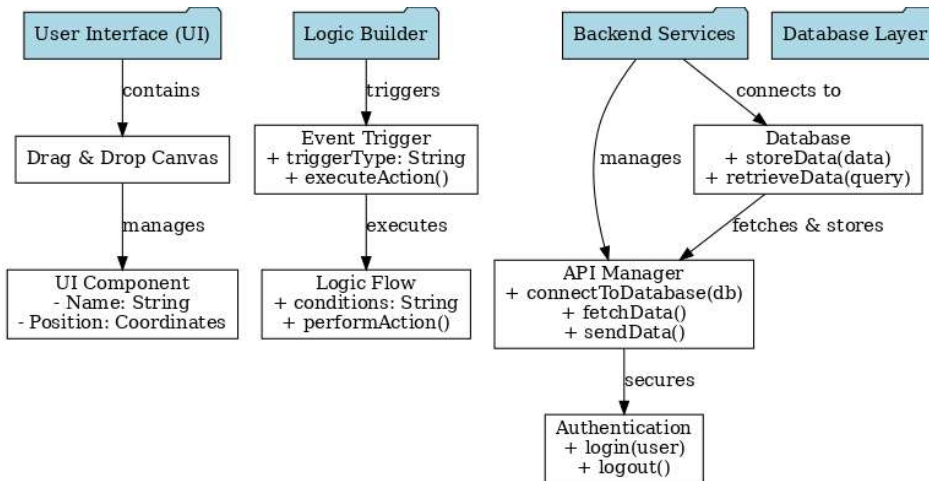 User Interface (UI)
Logic Builder
Backend Services
Database Layer
contains
triggers
connects to
Drag & Drop Canvas
Event Trigger
+ triggerType: String
+ executeAction()
manages
Database
+ storeData(data)
+ retrieveData(query)
manages
executes
fetches & stores
UI Component
- Name: String
- Position: Coordinates
Logic Flow
+ conditions: String
+ performAction()
API Manager
+ connectToDatabase(db)
+ fetchData()
+ sendData()
secures
Authentication
+ login(user)
+ logout()